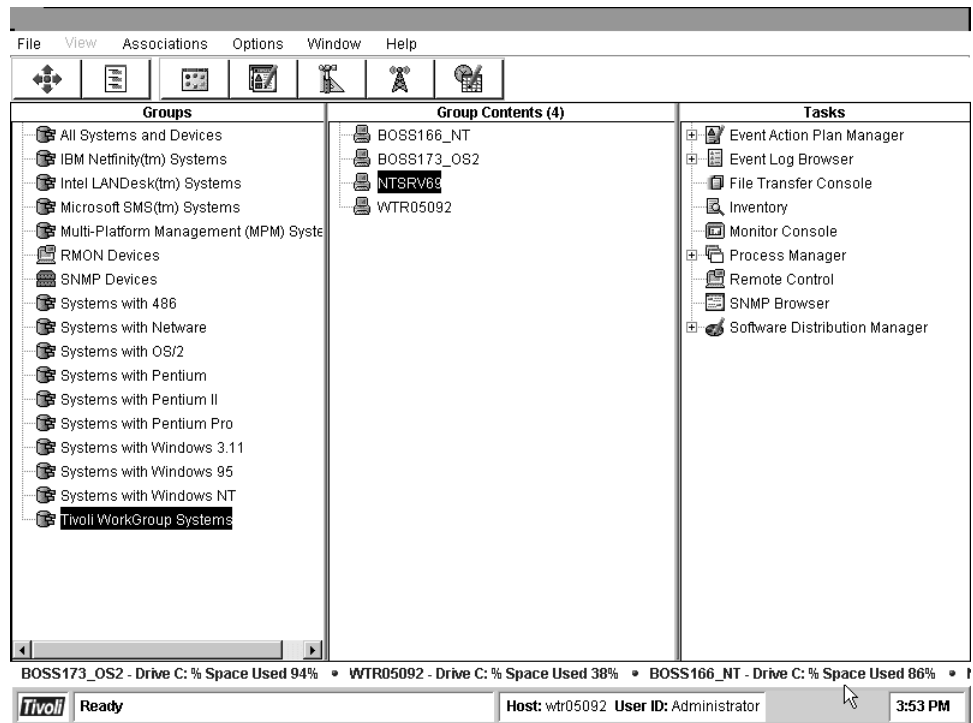 File View Associations Options Window Help
Groups
All Systems and Devices
IBM Netfinity(tm) Systems
Intel LANDesk(tm) Systems
Microsoft SMS(tm) Systems
Multi-Platform Management (MPM) Syste
RMON Devices
SNMP Devices
Systems with 486
Systems with Netware
Systems with OS/2
Systems with Pentium
Systems with Pentium II
Systems with Pentium Pro
Systems with Windows 3.11
Systems with Windows 95
Systems with Windows NT
Tivoli WorkGroup Systems
Group Contents (4)
BOSS166_NT
BOSS173_OS2
NTSRV69
WTR05092
Tasks
Event Action Plan Manager
Event Log Browser
File Transfer Console
Inventory
Monitor Console
Process Manager
Remote Control
SNMP Browser
Software Distribution Manager
BOSS173_OS2 - Drive C: % Space Used 94% • WTR05092 - Drive C: % Space Used 38% • BOSS166_NT - Drive C: % Space Used 86% •
Tivoli Ready Host: wtr05092 User ID: Administrator 3:53 PM